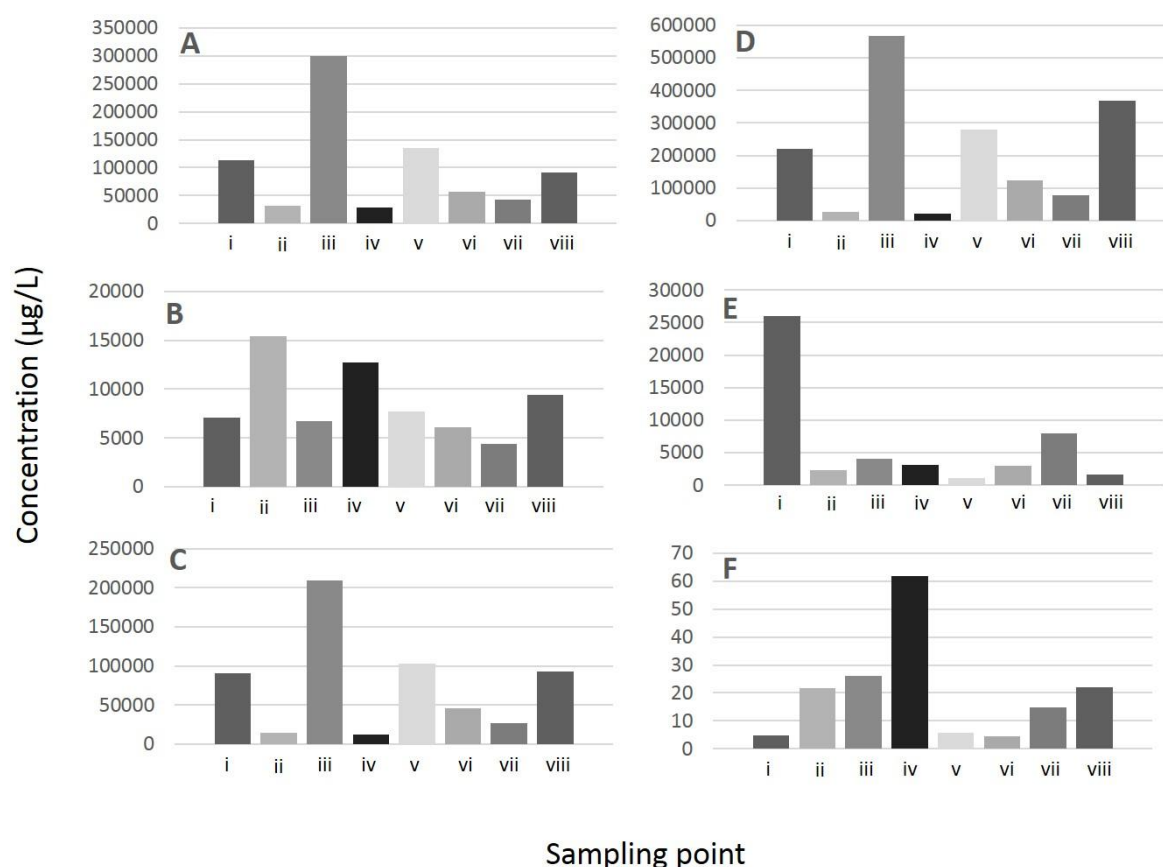 Concentration (µg/L)
A
350000
300000
250000
200000
150000
100000
50000
0
i ii iii iv v vi vii viii
B
20000
15000
10000
5000
0
i ii iii iv v vi vii viii
C
250000
200000
150000
100000
50000
0
i ii iii iv v vi vii viii
D
600000
500000
400000
300000
200000
100000
0
i ii iii iv v vi vii viii
E
30000
25000
20000
15000
10000
5000
0
i ii iii iv v vi vii viii
F
70
60
50
40
30
20
10
0
i ii iii iv v vi vii viii
Sampling point